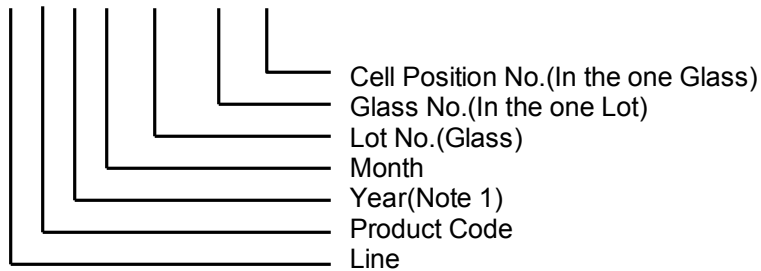 Cell Position No.(In the one Glass)
Glass No.(In the one Lot)
Lot No.(Glass)
Month
Year(Note 1)
Product Code
Line